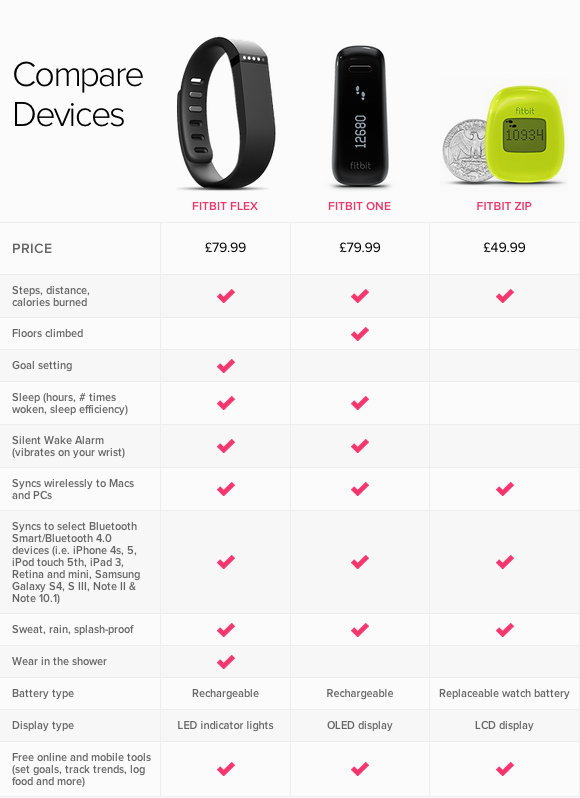 Compare
Devices
12680
fitbit
fitbit
10934
FITBIT FLEX
FITBIT ONE
FITBIT ZIP
PRICE
£79.99
£79.99
£49.99
Steps, distance,
calories burned
Floors climbed
Goal setting
Sleep (hours, # times
woken, sleep efficiency)
Silent Wake Alarm
(vibrates on your wrist)
Syncs wirelessly to Macs
and PCs
Syncs to select Bluetooth
Smart/Bluetooth 4.0
devices (i.e. iPhone 4s, 5,
iPod touch 5th, iPad 3,
Retina and mini, Samsung
Galaxy S4, S III, Note II &
Note 10.1)
Sweat, rain, splash-proof
Wear in the shower
Battery type
Rechargeable
Rechargeable
Replaceable watch battery
Display type
LED indicator lights
OLED display
LCD display
Free online and mobile tools
(set goals, track trends, log
food and more)